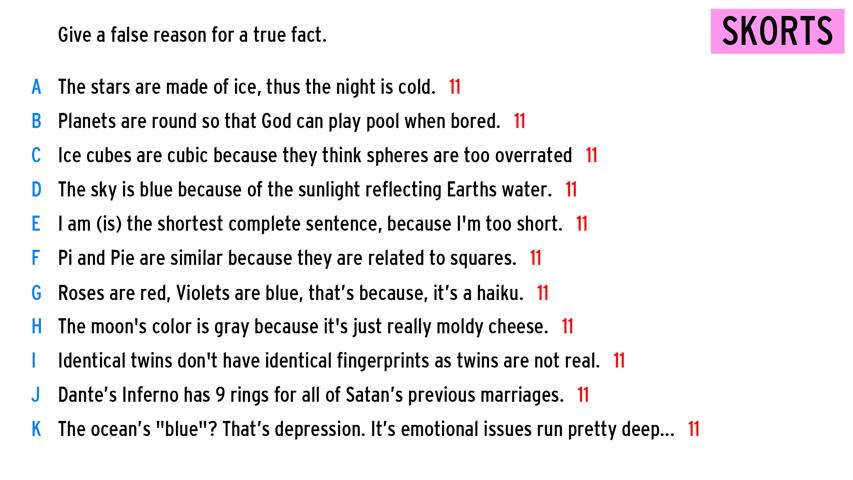 Give a false reason for a true fact.
SKORTS
A The stars are made of ice, thus the night is cold. 11
B Planets are round so that God can play pool when bored. 11
C Ice cubes are cubic because they think spheres are too overrated 11
D The sky is blue because of the sunlight reflecting Earths water. 11
E I am (is) the shortest complete sentence, because I'm too short. 11
F Pi and Pie are similar because they are related to squares. 11
G Roses are red, Violets are blue, that’s because, it’s a haiku. 11
H The moon's color is gray because it's just really moldy cheese. 11
I Identical twins don't have identical fingerprints as twins are not real. 11
J Dante’s Inferno has 9 rings for all of Satan’s previous marriages. 11
K The ocean’s "blue"? That’s depression. It’s emotional issues run pretty deep... 11